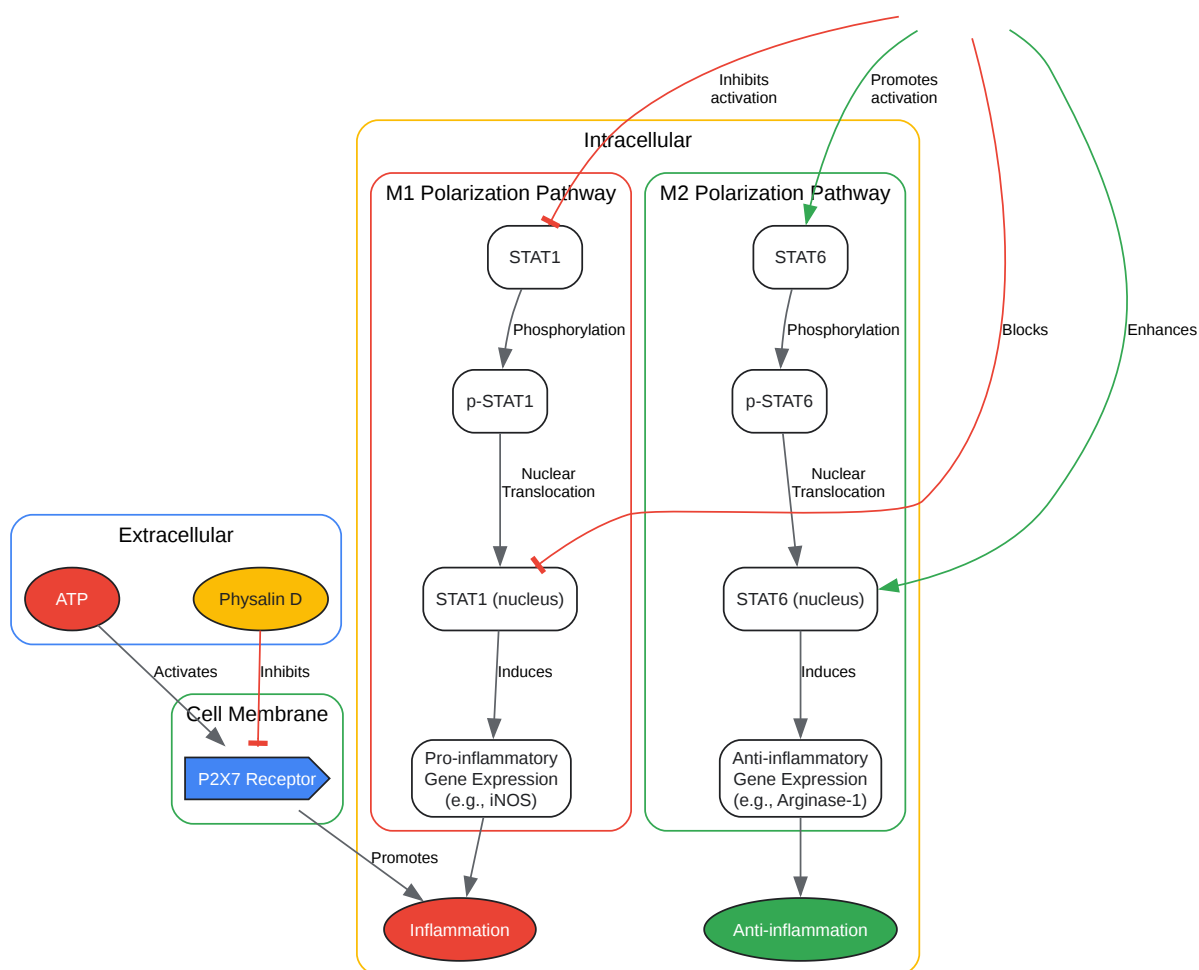 Inhibits
activation
Promotes
activation
Intracellular
M1 Polarization Pathway
M2 Polarization Pathway
STAT1
STAT6
Phosphorylation
Phosphorylation
Blocks
Enhances
p-STAT1
p-STAT6
Nuclear
Translocation
Nuclear
Translocation
Extracellular
ATP
Physalin D
STAT1 (nucleus)
STAT6 (nucleus)
Activates
Inhibits
Induces
Induces
Cell Membrane
P2X7 Receptor
Pro-inflammatory
Gene Expression
(e.g., iNOS)
Anti-inflammatory
Gene Expression
(e.g., Arginase-1)
Promotes
Inflammation
Anti-inflammation